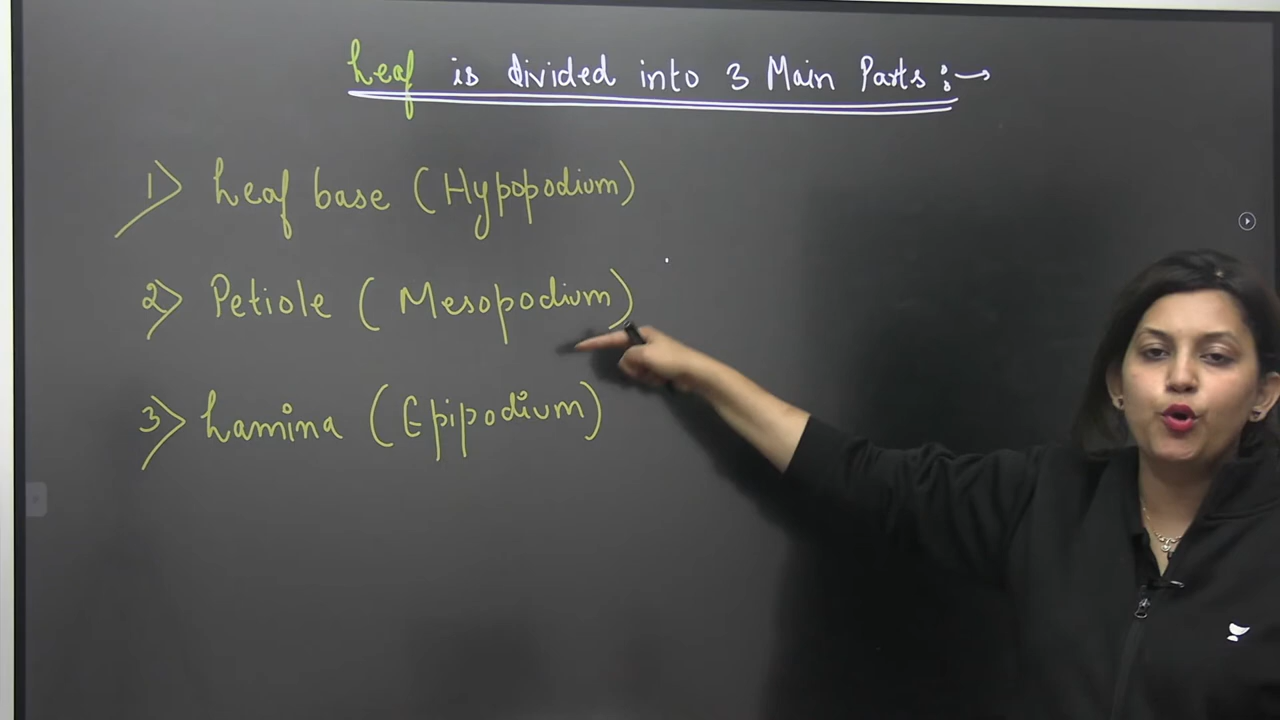 Leaf is divided into 3 Main Parts :→
1> Leaf base (Hypopodium)
2> Petiole (Mesopodium)
3> Lamina (Epipodium)